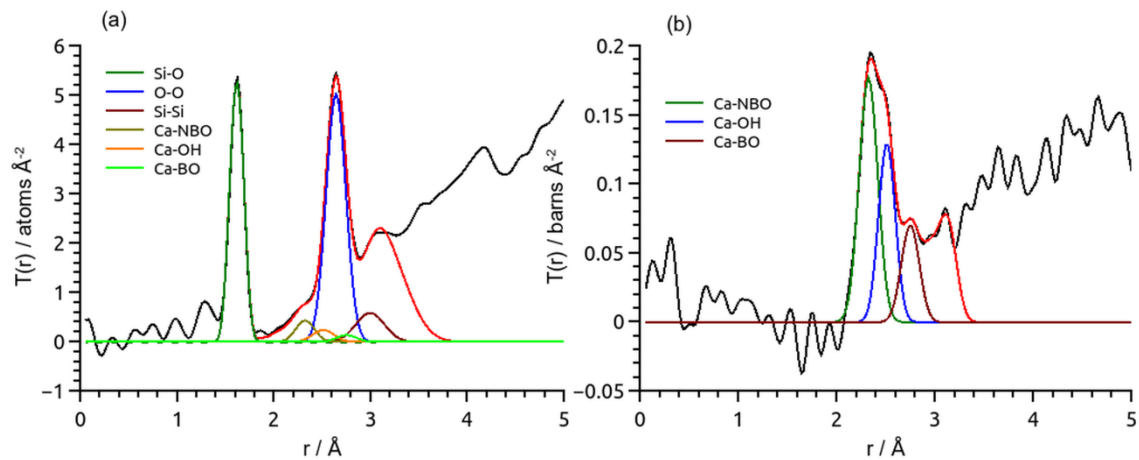 (a)
6
5
4
3
2
1
0
−1
T(r) / atoms Å-2
Si-O
O-O
Si-Si
Ca-NBO
Ca-OH
Ca-BO
0 1 2 3 4 5
r / Å
(b)
0.2
0.15
0.1
0.05
0
−0.05
T(r) / barns Å-2
Ca-NBO
Ca-OH
Ca-BO
0 1 2 3 4 5
r / Å